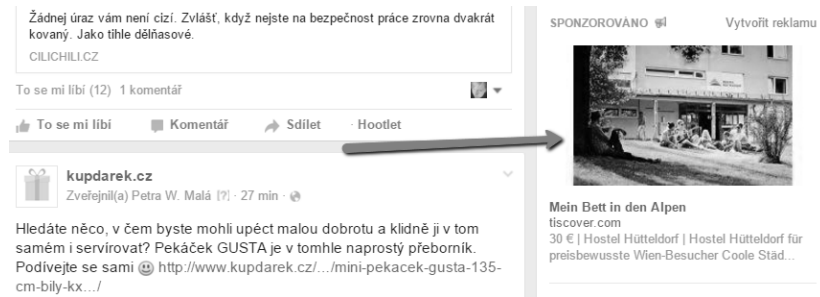 Žádnej úraz vám není cizí. Zvlášť, když nejste na bezpečnost práce zrovna dvakrát
kovaný. Jako tihle dělňasové.
CILICHILI.CZ
To se mi líbí (12) 1 komentář
To se mi líbí Komentář Sdílet · Hootlet
kupdarek.cz
Zveřejnil(a) Petra W. Malá [?] · 27 min ·
Hledáte něco, v čem byste mohli upéct malou dobrotu a klidně ji v tom
samém i servírovat? Pekáček GUSTA je v tomhle naprostý přeborník.
Podívejte se sami http://www.kupdarek.cz/.../mini-pekacek-gusta-135-
cm-bily-kx.../
SPONZOROVÁNO Vytvořit reklamu
Mein Bett in den Alpen
tiscover.com
30 € | Hostel Hütteldorf | Hostel Hütteldorf für
preisbewusste Wien-Besucher Coole Städ...